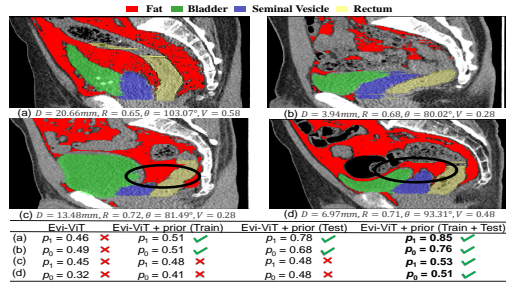 Fat Bladder Seminal Vesicle Rectum
(a) D = 20.66mm, R = 0.65, θ = 103.07°, V = 0.58
(b) D = 3.94mm, R = 0.68, θ = 80.02°, V = 0.28
(c) D = 13.48mm, R = 0.72, θ = 81.49°, V = 0.28
(d) D = 6.97mm, R = 0.71, θ = 93.31°, V = 0.48
Evi-ViT Evi-ViT + prior (Train) Evi-ViT + prior (Test) Evi-ViT + prior (Train + Test)
(a) p₁ = 0.46 ✗ p₁ = 0.51 ✓ p₁ = 0.78 ✓ p₁ = 0.85 ✓
(b) p₀ = 0.49 ✗ p₀ = 0.51 ✓ p₀ = 0.68 ✓ p₀ = 0.76 ✓
(c) p₁ = 0.45 ✗ p₁ = 0.48 ✗ p₁ = 0.48 ✗ p₁ = 0.53 ✓
(d) p₀ = 0.32 ✗ p₀ = 0.41 ✗ p₀ = 0.48 ✗ p₀ = 0.51 ✓